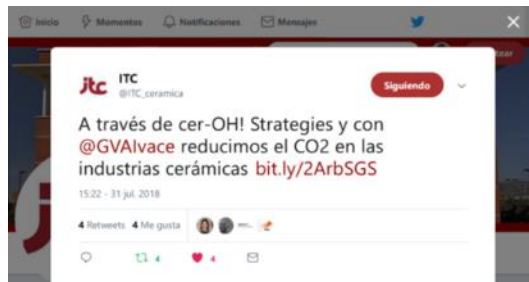 Inicio Momentos Notificaciones Mensajes
itc ITC
@ITC_ceramica
Siguiendo
A través de cer-OH! Strategies y con
@GVAIvace reducimos el CO2 en las
industrias cerámicas bit.ly/2ArbSGS
15:22 - 31 jul. 2018
4 Retweets 4 Me gusta
4 4